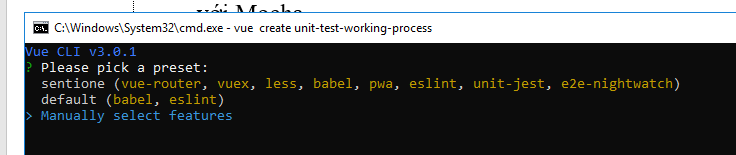 với Mocha
C:\Windows\System32\cmd.exe - vue create unit-test-working-process
Vue CLI v3.0.1
? Please pick a preset:
sentione (vue-router, vuex, less, babel, pwa, eslint, unit-jest, e2e-nightwatch)
default (babel, eslint)
> Manually select features